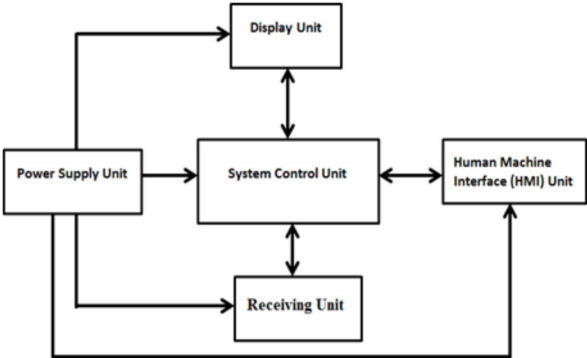 Display Unit
Power Supply Unit
System Control Unit
Human Machine
Interface (HMI) Unit
Receiving Unit